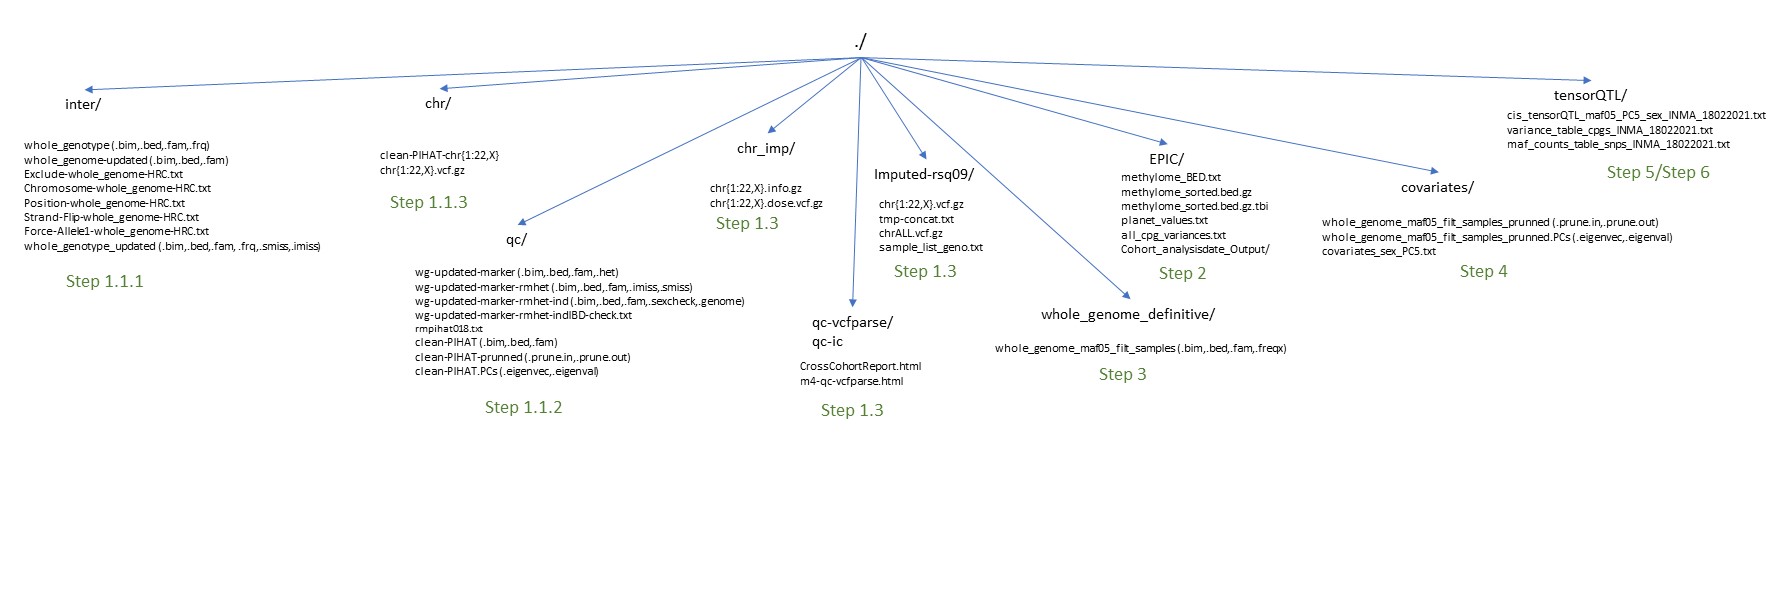 ./
inter/
whole_genotype (.bim,.bed,.fam,.frq)
whole_genome-updated (.bim,.bed,.fam)
Exclude-whole_genome-HRC.txt
Chromosome-whole_genome-HRC.txt
Position-whole_genome-HRC.txt
Strand-Flip-whole_genome-HRC.txt
Force-Allele1-whole_genome-HRC.txt
whole_genotype_updated (.bim,.bed,.fam, .frq,.smiss,.imiss)
Step 1.1.1
chr/
clean-PIHAT-chr{1:22,X}
chr{1:22,X}.vcf.gz
Step 1.1.3
qc/
wg-updated-marker (.bim,.bed,.fam,.het)
wg-updated-marker-rmhet (.bim,.bed,.fam,.imiss,.smiss)
wg-updated-marker-rmhet-ind (.bim,.bed,.fam,.sexcheck,.genome)
wg-updated-marker-rmhet-indIBD-check.txt
rmpihat018.txt
clean-PIHAT (.bim,.bed,.fam)
clean-PIHAT-prunned (.prune.in,.prune.out)
clean-PIHAT.PCs (.eigenvec,.eigenval)
Step 1.1.2
chr_imp/
chr{1:22,X}.info.gz
chr{1:22,X}.dose.vcf.gz
Step 1.3
qc-vcfparse/
qc-ic
CrossCohortReport.html
m4-qc-vcfparse.html
Step 1.3
Imputed-rsq09/
chr{1:22,X}.vcf.gz
tmp-concat.txt
chrALL.vcf.gz
sample_list_geno.txt
Step 1.3
whole_genome_definitive/
whole_genome_maf05_filt_samples (.bim,.bed,.fam,.freqx)
Step 3
EPIC/
methylome_BED.txt
methylome_sorted.bed.gz
methylome_sorted.bed.gz.tbi
planet_values.txt
all_cpg_variances.txt
Cohort_analysisdate_Output/
Step 2
covariates/
whole_genome_maf05_filt_samples_prunned (.prune.in,.prune.out)
whole_genome_maf05_filt_samples_prunned.PCs (.eigenvec,.eigenval)
covariates_sex_PC5.txt
Step 4
tensorQTL/
cis_tensorQTL_maf05_PC5_sex_INMA_18022021.txt
variance_table_cpgs_INMA_18022021.txt
maf_counts_table_snps_INMA_18022021.txt
Step 5/Step 6